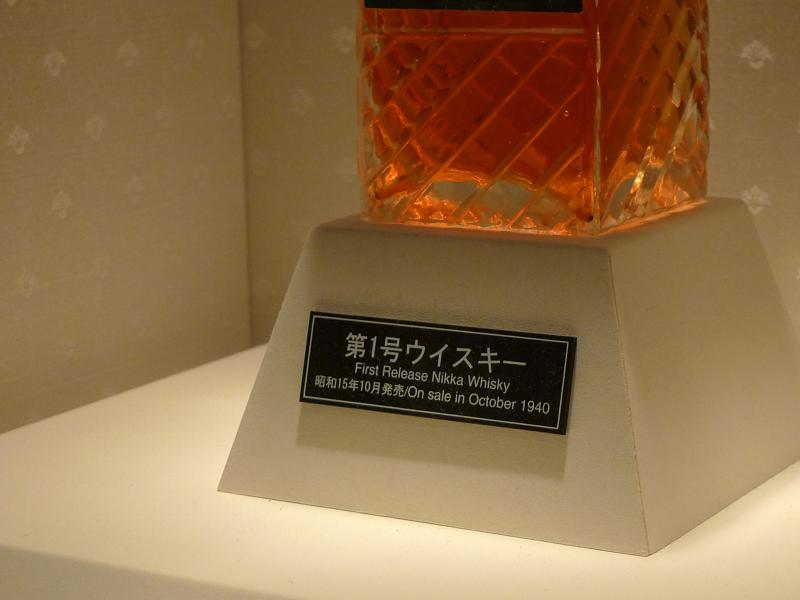 第1号ウイスキー
First Release Nikka Whisky
昭和15年10月発売/On sale in October 1940